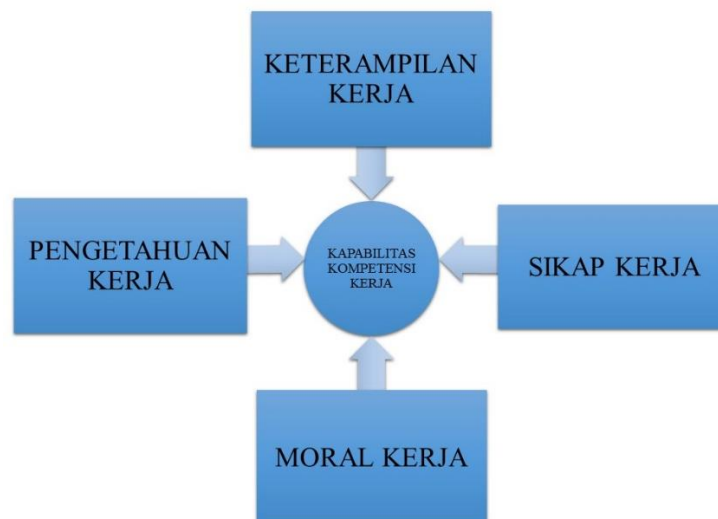 KETERAMPILAN
KERJA
PENGETAHUAN
KERJA
KAPABILITAS
KOMPETENSI
KERJA
SIKAP KERJA
MORAL KERJA